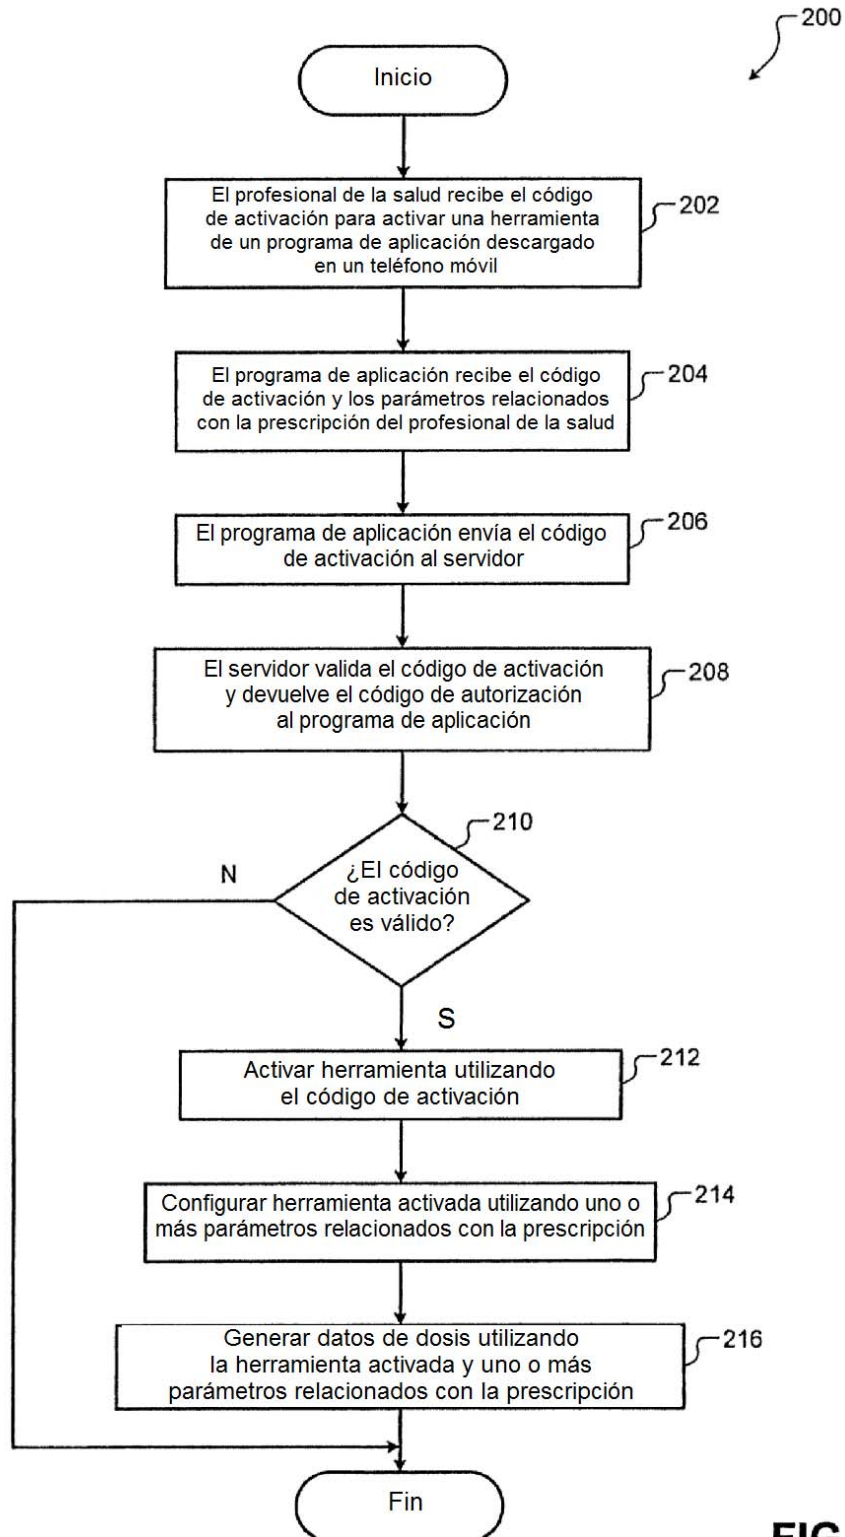 200
Inicio
El profesional de la salud recibe el código
de activación para activar una herramienta
de un programa de aplicación descargado
en un teléfono móvil
202
El programa de aplicación recibe el código
de activación y los parámetros relacionados
con la prescripción del profesional de la salud
204
El programa de aplicación envía el código
de activación al servidor
206
El servidor valida el código de activación
y devuelve el código de autorización
al programa de aplicación
208
210
¿El código
de activación
es válido?
N
S
Activar herramienta utilizando
el código de activación
212
Configurar herramienta activada utilizando uno o
más parámetros relacionados con la prescripción
214
Generar datos de dosis utilizando
la herramienta activada y uno o más
parámetros relacionados con la prescripción
216
Fin
FIG